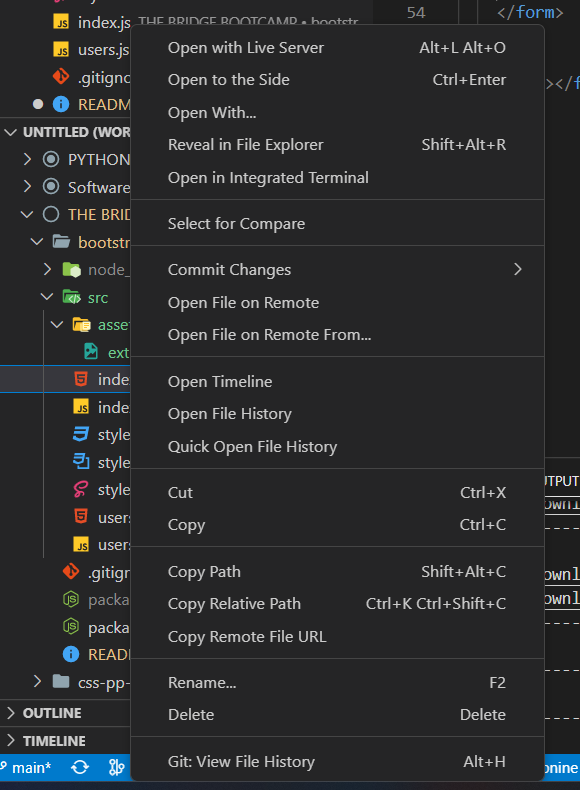 54
</form>
index.js THE BRIDGE BOOTCAMP • bootstr
Open with Live Server Alt+L Alt+O
users.js
Open to the Side Ctrl+Enter
></f
.gitigno
Open With...
README
UNTITLED (WOR
Reveal in File Explorer Shift+Alt+R
PYTHON
Open in Integrated Terminal
Software
THE BRID
Select for Compare
bootstr
node_
Commit Changes
src
Open File on Remote
asse
Open File on Remote From...
ext
index
Open Timeline
inde
Open File History
style
Quick Open File History
style
style
Cut Ctrl+X
UTPUT
ownl
users
Copy Ctrl+C
users
.gitign
Copy Path Shift+Alt+C
ownl
packa
Copy Relative Path Ctrl+K Ctrl+Shift+C
ownl
packa
Copy Remote File URL
READ
css-pp-
Rename... F2
OUTLINE
Delete Delete
TIMELINE
main*
Git: View File History Alt+H
onine